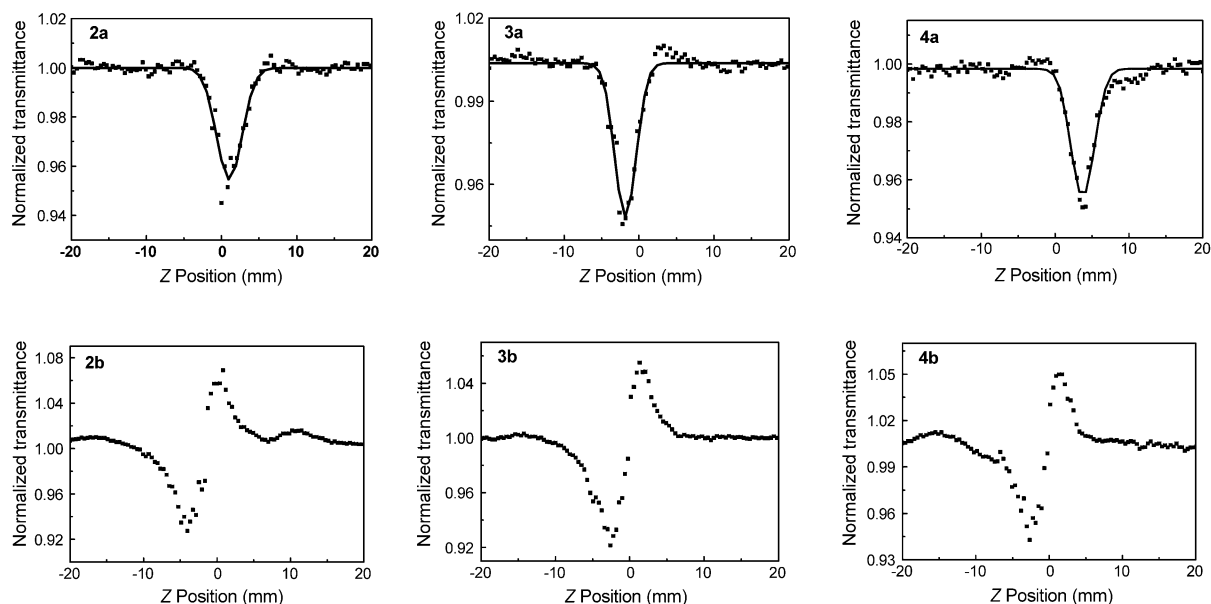 2a
Normalized transmittance
1.02
1.00
0.98
0.96
0.94
-20 -10 0 10 20
Z Position (mm)
3a
Normalized transmittance
1.02
0.99
0.96
-20 -10 0 10 20
Z Position (mm)
4a
Normalized transmittance
1.00
0.98
0.96
0.94
-20 -10 0 10 20
Z Position (mm)
2b
Normalized transmittance
1.08
1.04
1.00
0.96
0.92
-20 -10 0 10 20
Z Position (mm)
3b
Normalized transmittance
1.04
1.00
0.96
0.92
-20 -10 0 10 20
Z Position (mm)
4b
Normalized transmittance
1.05
1.02
0.99
0.96
0.93
-20 -10 0 10 20
Z Position (mm)